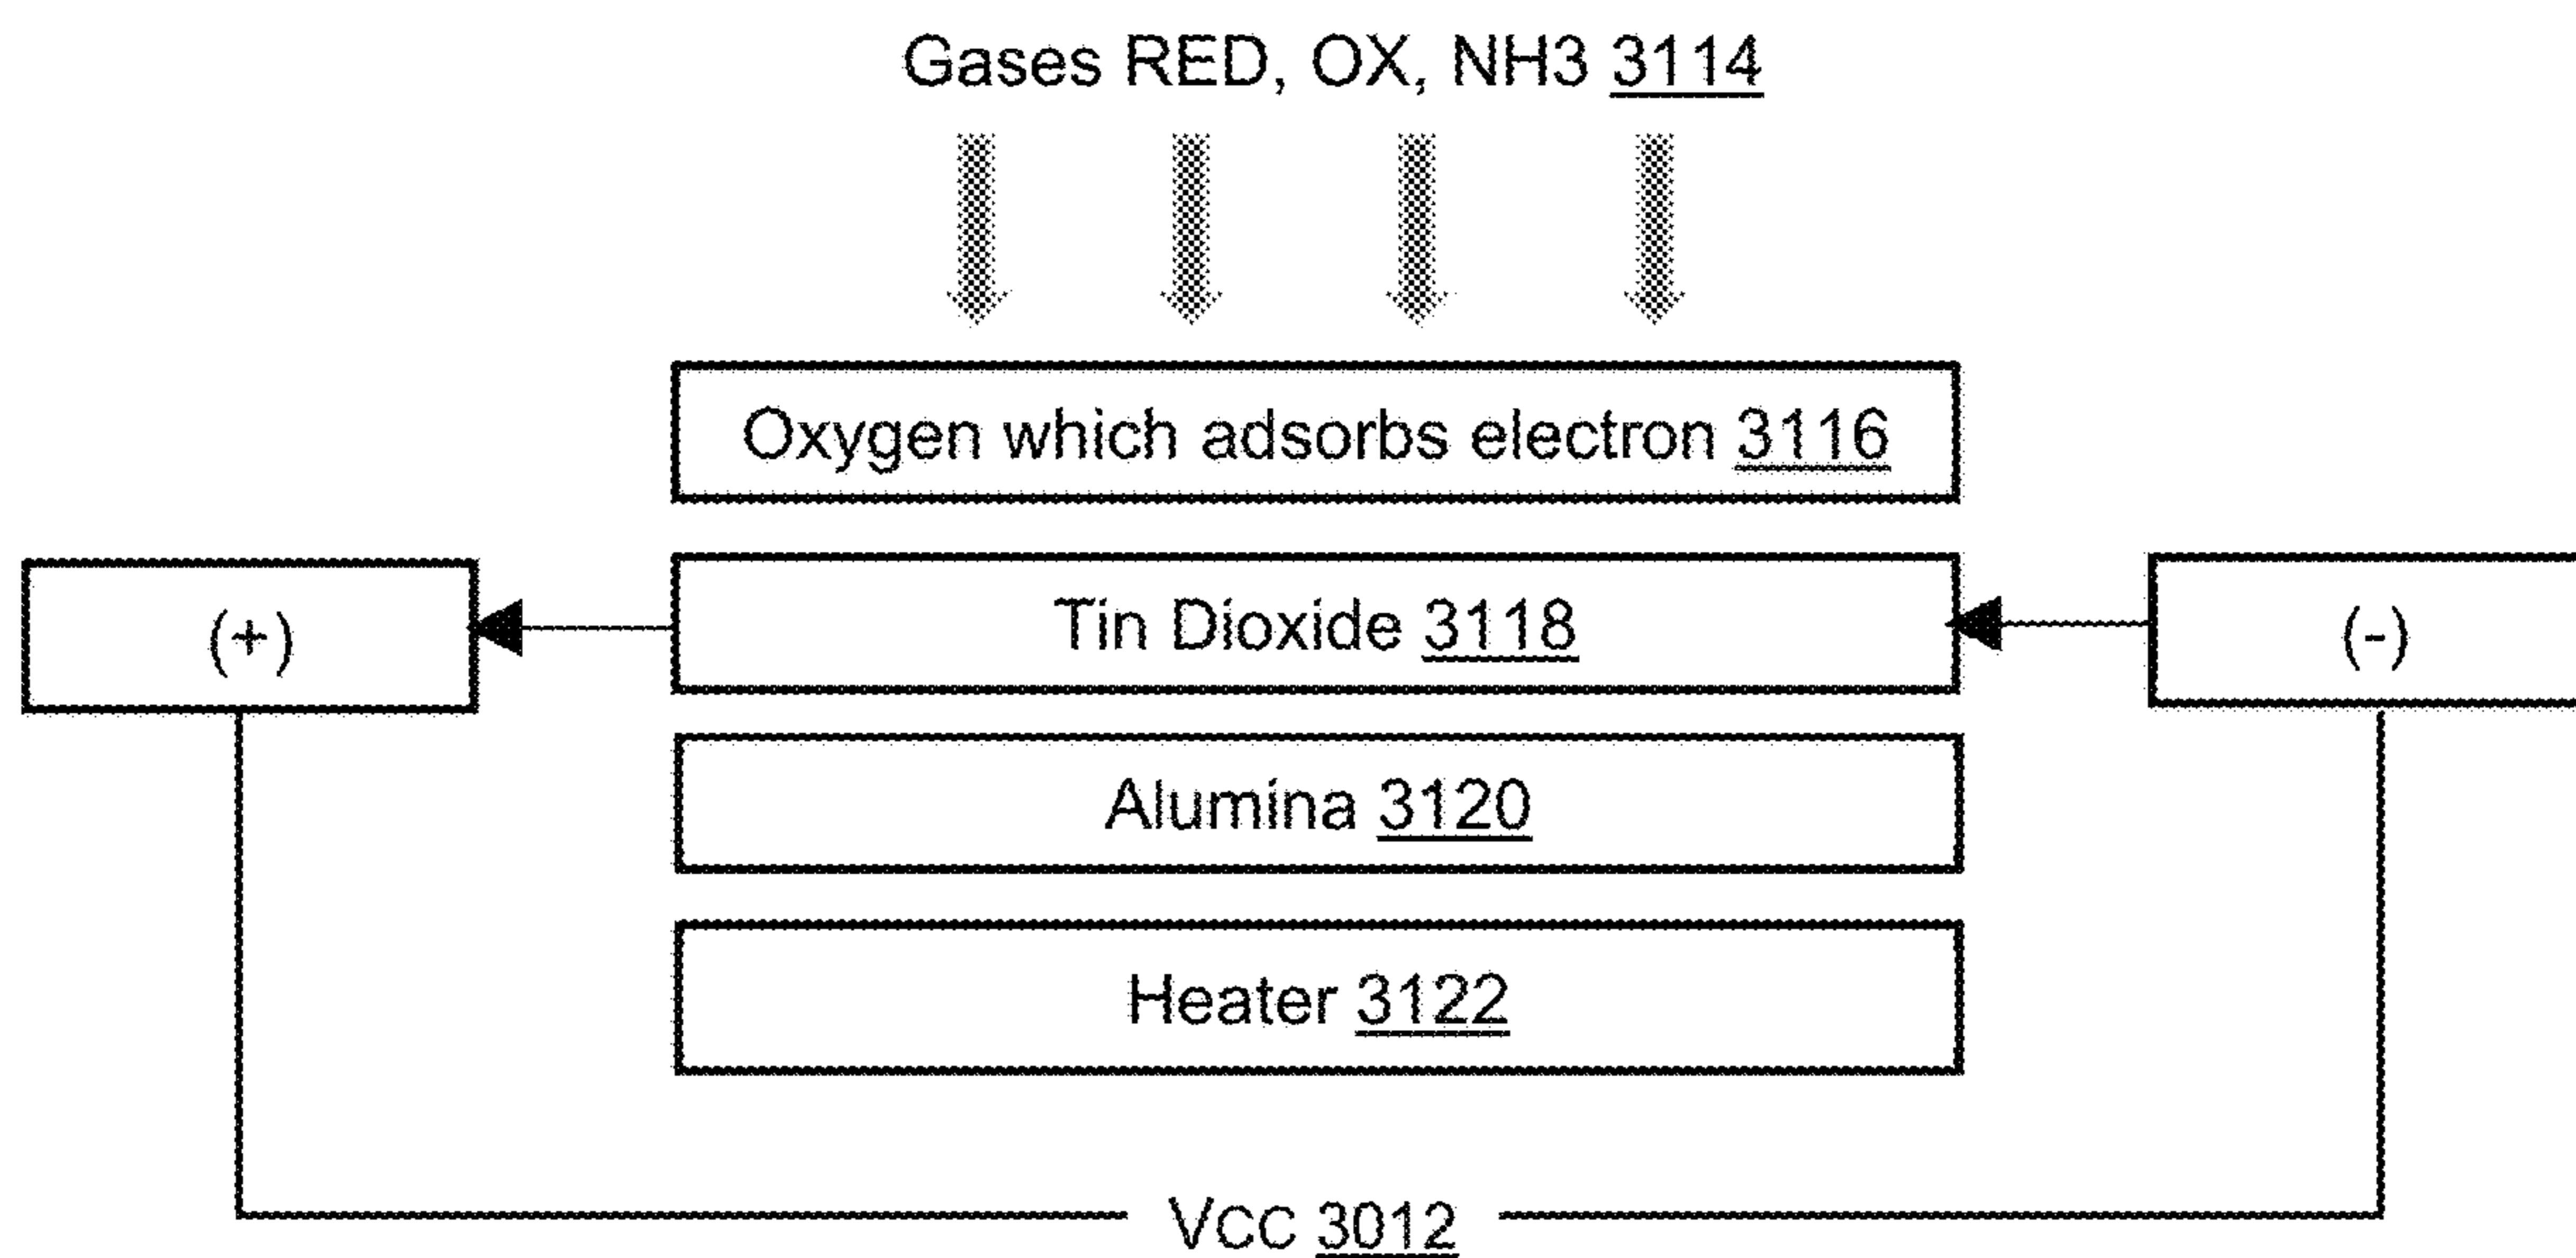 Gases RED, OX, NH3 3114
Oxygen which adsorbs electron 3116
(+)
Tin Dioxide 3118
(-)
Alumina 3120
Heater 3122
Vcc 3012